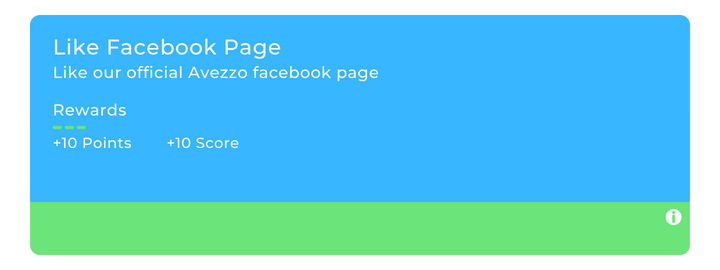 Like Facebook Page
Like our official Avezzo facebook page
Rewards
+10 Points +10 Score